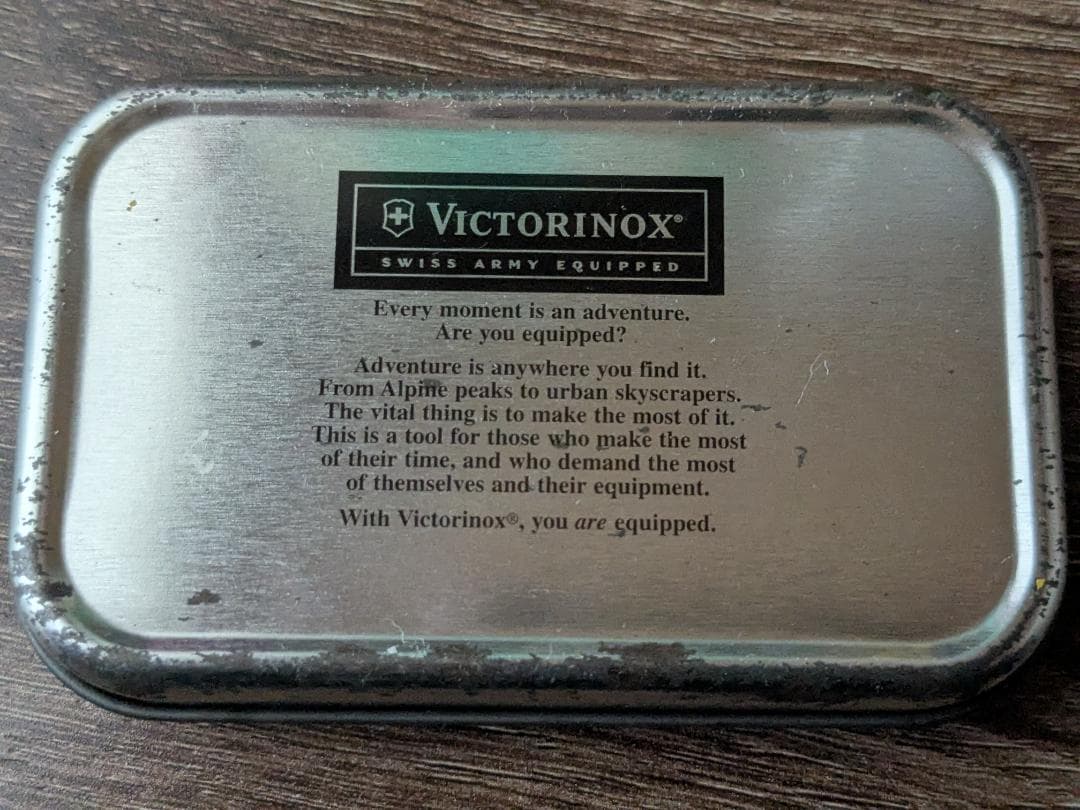 VICTORINOX®
SWISS ARMY EQUIPPED
Every moment is an adventure.
Are you equipped?
Adventure is anywhere you find it.
From Alpine peaks to urban skyscrapers.
The vital thing is to make the most of it.
This is a tool for those who make the most
of their time, and who demand the most
of themselves and their equipment.
With Victorinox®, you are equipped.